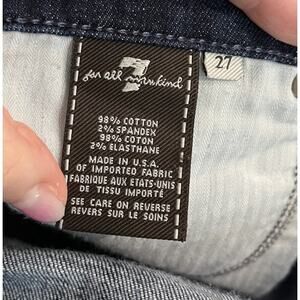 7
for all mankind
27
98% COTTON
2% SPANDEX
98% COTON
2% ELASTHANE
MADE IN U.S.A.
OF IMPORTED FABRIC
FABRIQUE AUX ETATS-UNIS
DE TISSU IMPORTÉ
SEE CARE ON REVERSE
REVERS SUR LE SOINS